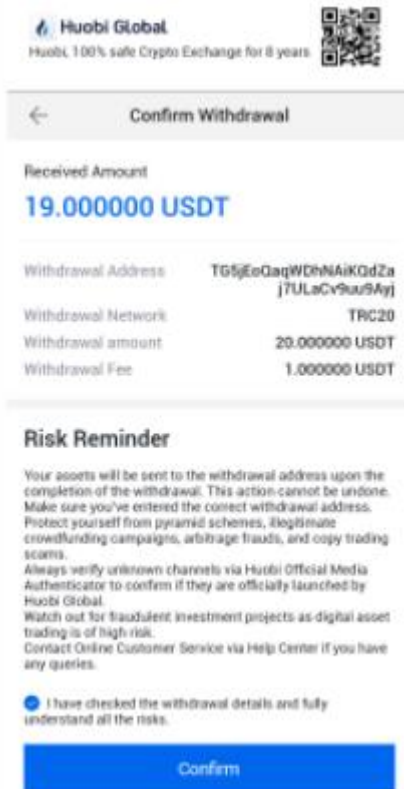 Huobi Global
Huobi, 100% safe Crypto Exchange for 8 years
Confirm Withdrawal
Received Amount
19.000000 USDT
Withdrawal Address TG5jEoQaqWDhNAiKQdZa
j7ULaCv9uu9Ayj
Withdrawal Network TRC20
Withdrawal amount 20.000000 USDT
Withdrawal Fee 1.000000 USDT
Risk Reminder
Your assets will be sent to the withdrawal address upon the
completion of the withdrawal. This action cannot be undone.
Make sure you've entered the correct withdrawal address.
Protect yourself from pyramid schemes, illegitimate
crowdfunding campaigns, arbitrage frauds, and copy trading
scams.
Always verify unknown channels via Huobi Official Media
Authenticator to confirm if they are officially launched by
Huobi Global.
Watch out for fraudulent investment projects as digital asset
trading is of high risk.
Contact Online Customer Service via Help Center if you have
any queries.
I have checked the withdrawal details and fully
understand all the risks.
Confirm